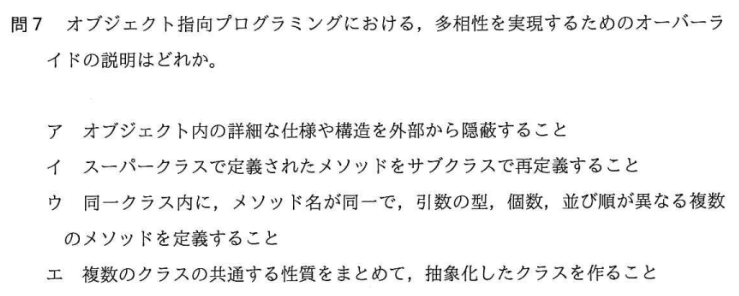 問7 オブジェクト指向プログラミングにおける，多相性を実現するためのオーバーラ
イドの説明はどれか。
ア オブジェクト内の詳細な仕様や構造を外部から隠蔽すること
イ スーパークラスで定義されたメソッドをサブクラスで再定義すること
ウ 同一クラス内に，メソッド名が同一で，引数の型，個数，並び順が異なる複数
のメソッドを定義すること
エ 複数のクラスの共通する性質をまとめて，抽象化したクラスを作ること